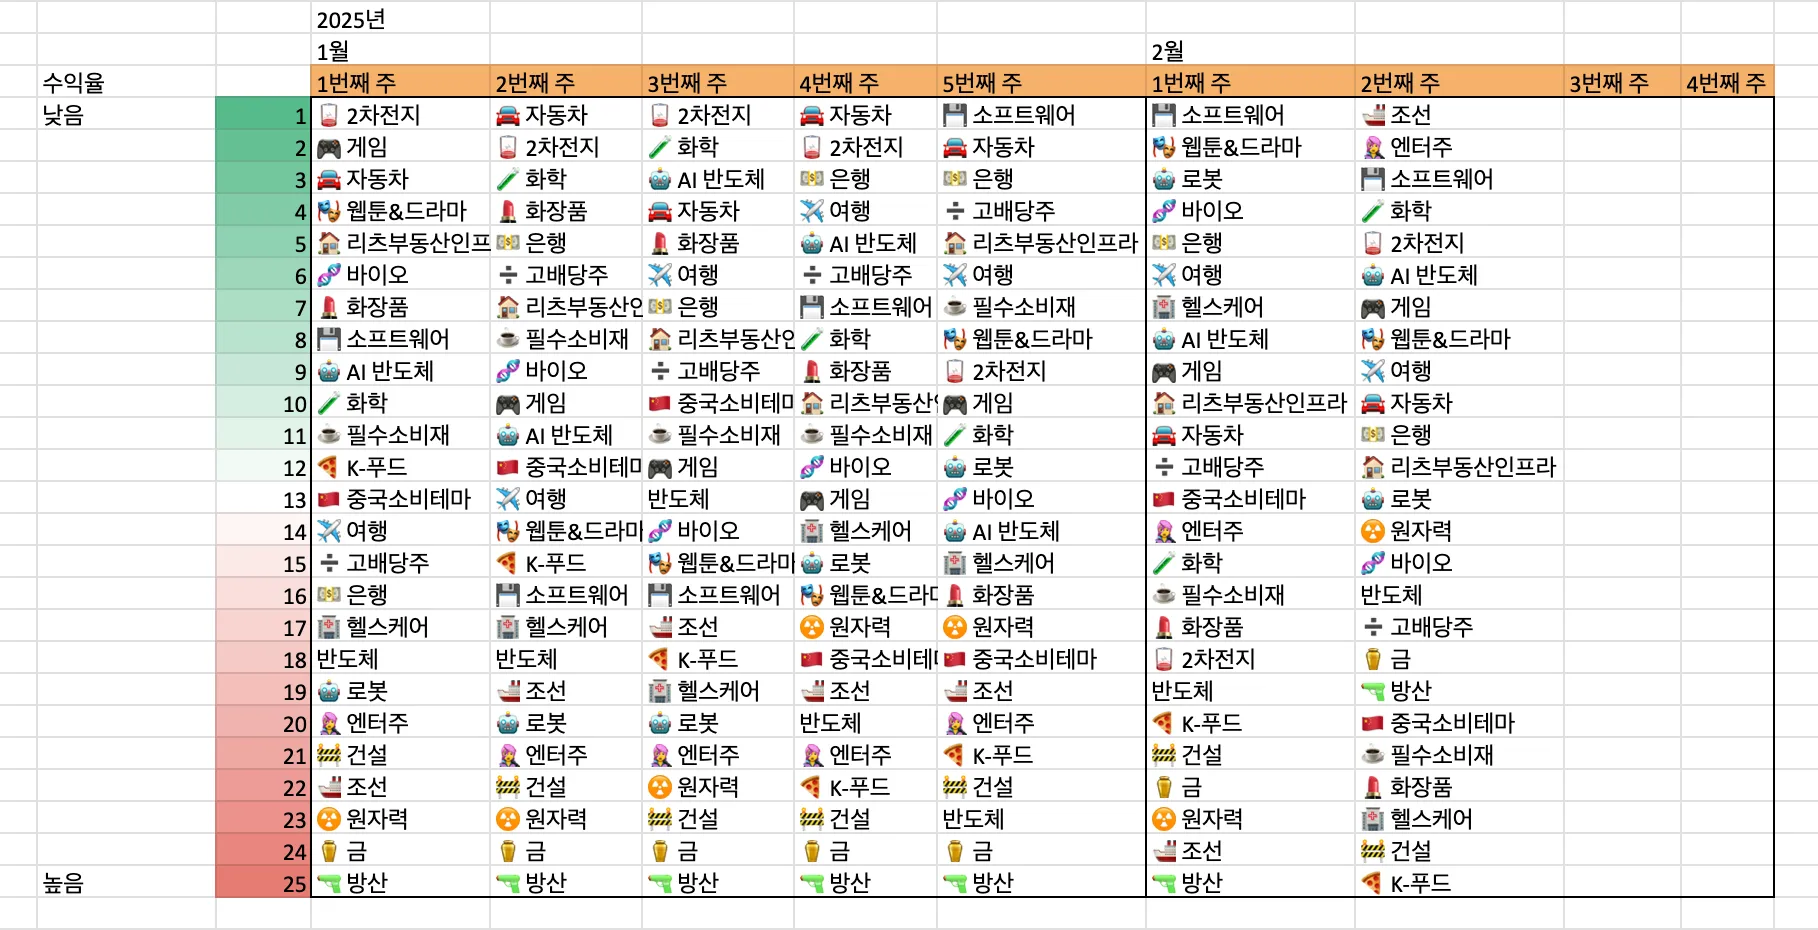 2025년
1월 2월
수익율 1번째 주 2번째 주 3번째 주 4번째 주 5번째 주 1번째 주 2번째 주 3번째 주 4번째 주
낮음 1 2차전지 자동차 2차전지 자동차 소프트웨어 소프트웨어 조선
2 게임 2차전지 화학 2차전지 자동차 웹툰&드라마 엔터주
3 자동차 화학 AI 반도체 은행 은행 로봇 소프트웨어
4 웹툰&드라마 화장품 자동차 여행 고배당주 바이오 화학
5 리츠부동산인프 은행 화장품 AI 반도체 리츠부동산인프라 은행 2차전지
6 바이오 고배당주 여행 고배당주 여행 여행 AI 반도체
7 화장품 리츠부동산인 은행 소프트웨어 필수소비재 헬스케어 게임
8 소프트웨어 필수소비재 리츠부동산인 화학 웹툰&드라마 AI 반도체 웹툰&드라마
9 AI 반도체 바이오 고배당주 화장품 2차전지 게임 여행
10 화학 게임 중국소비테마 리츠부동산 게임 리츠부동산인프라 자동차
11 필수소비재 AI 반도체 필수소비재 필수소비재 화학 자동차 은행
12 K-푸드 중국소비테마 게임 바이오 로봇 고배당주 리츠부동산인프라
13 중국소비테마 여행 반도체 게임 바이오 중국소비테마 로봇
14 여행 웹툰&드라마 바이오 헬스케어 AI 반도체 엔터주 원자력
15 고배당주 K-푸드 웹툰&드라마 로봇 헬스케어 화학 바이오
16 은행 소프트웨어 소프트웨어 웹툰&드라마 화장품 필수소비재 반도체
17 헬스케어 헬스케어 조선 원자력 원자력 화장품 고배당주
18 반도체 반도체 K-푸드 중국소비테 중국소비테마 2차전지 금
19 로봇 조선 헬스케어 조선 조선 반도체 방산
20 엔터주 로봇 로봇 반도체 엔터주 K-푸드 중국소비테마
21 건설 엔터주 엔터주 엔터주 K-푸드 건설 필수소비재
22 조선 건설 원자력 K-푸드 건설 금 화장품
23 원자력 원자력 건설 건설 반도체 원자력 헬스케어
24 금 금 금 금 금 조선 건설
높음 25 방산 방산 방산 방산 방산 방산 K-푸드